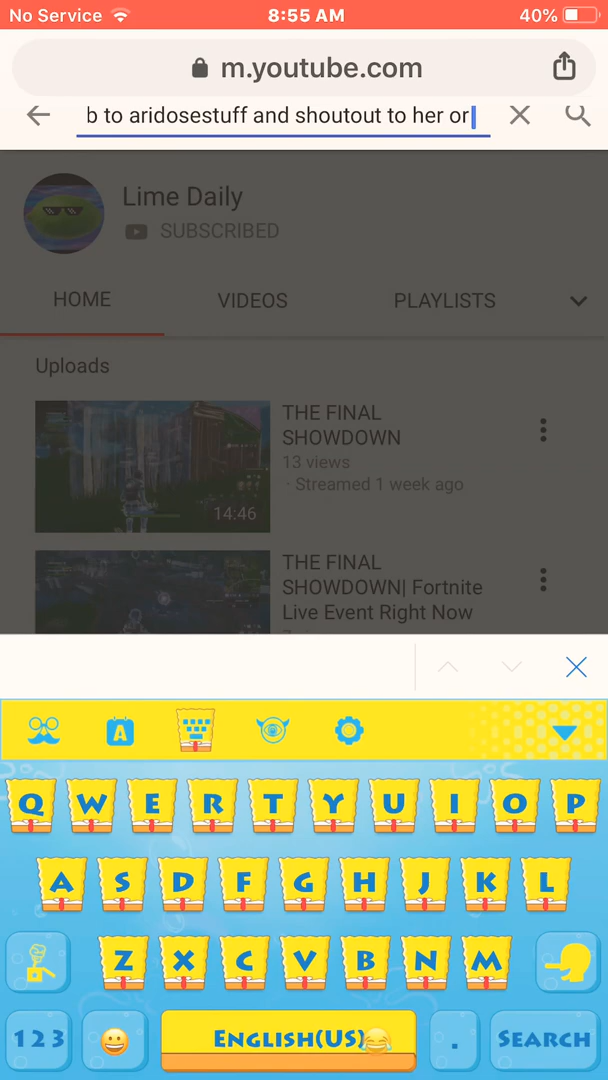 No Service 8:55 AM 40%
m.youtube.com
b to aridosestuff and shoutout to her or
Lime Daily
SUBSCRIBED
HOME VIDEOS PLAYLISTS
Uploads
THE FINAL
SHOWDOWN
13 views
· Streamed 1 week ago
14:46
THE FINAL
SHOWDOWN| Fortnite
Live Event Right Now
A
Q W E R T Y U I O P
A S D F G H J K L
Z X C V B N M
123 ENGLISH(US) . SEARCH